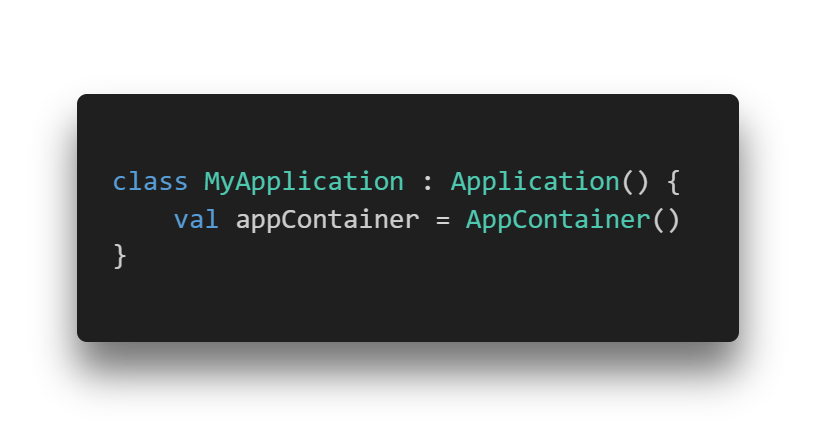 class MyApplication : Application() {
    val appContainer = AppContainer()
}